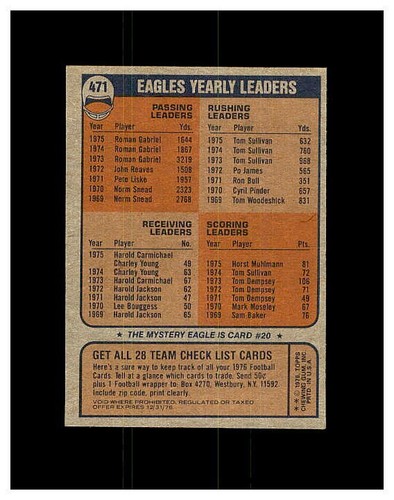 471
EAGLES YEARLY LEADERS
PASSING LEADERS
Year Player Yds.
1975 Roman Gabriel 1644
1974 Roman Gabriel 1867
1973 Roman Gabriel 3219
1972 John Reaves 1508
1971 Pete Liske 1957
1970 Norm Snead 2323
1969 Norm Snead 2768
RUSHING LEADERS
Year Player Yds.
1975 Tom Sullivan 632
1974 Tom Sullivan 760
1973 Tom Sullivan 968
1972 Po James 565
1971 Ron Bull 351
1970 Cyril Pinder 657
1969 Tom Woodeshick 831
RECEIVING LEADERS
Year Player No.
1975 Harold Carmichael
Charley Young 49
1974 Charley Young 63
1973 Harold Carmichael 67
1972 Harold Jackson 62
1971 Harold Jackson 47
1970 Lee Bouggess 50
1969 Harold Jackson 65
SCORING LEADERS
Year Player Pts.
1975 Horst Muhlmann 81
1974 Tom Sullivan 72
1973 Tom Dempsey 106
1972 Tom Dempsey 71
1971 Tom Dempsey 49
1970 Mark Moseley 67
1969 Sam Baker 76
★ THE MYSTERY EAGLE IS CARD #20 ★
GET ALL 28 TEAM CHECK LIST CARDS
Here's a sure way to keep track of all your 1976 Football
Cards. Tell at a glance which cards to trade. Send 50¢
plus 1 Football wrapper to: Box 4270, Westbury, N.Y. 11592.
Include zip code, print clearly.
VOID WHERE PROHIBITED, REGULATED OR TAXED
OFFER EXPIRES 12/31/76
★★ © 1976 TOPPS
CHEWING GUM, INC.
PRTD. IN U.S.A.